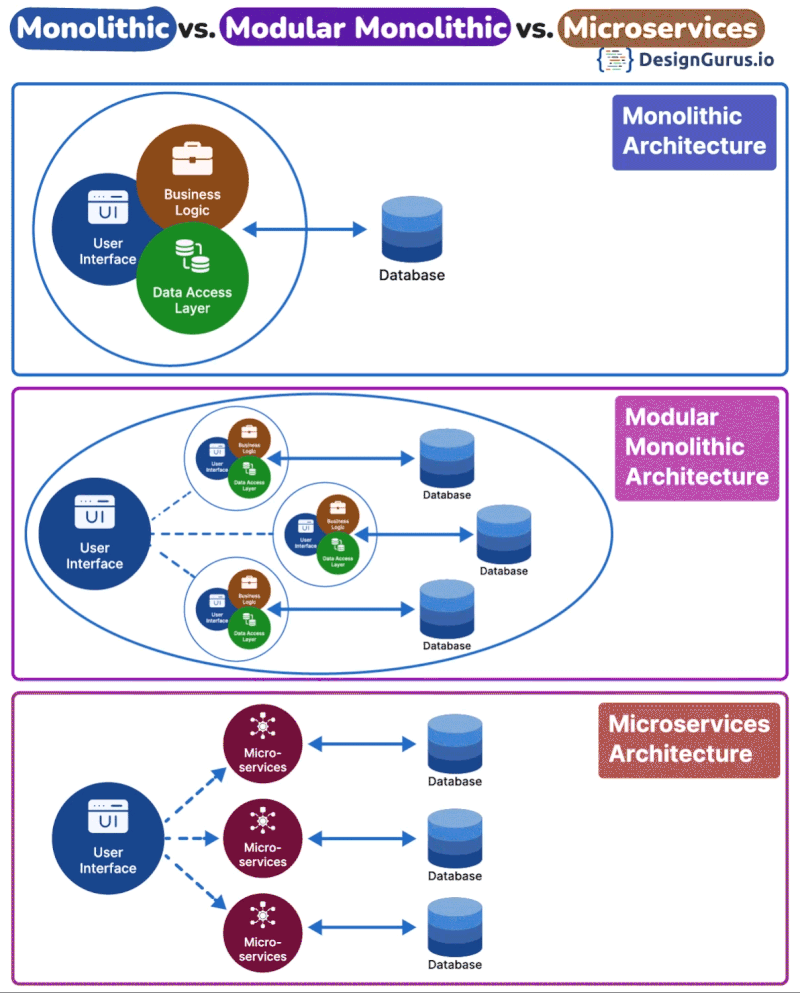 Monolithic vs. Modular Monolithic vs. Microservices
DesignGurus.io
Monolithic
Architecture
Business
Logic
UI
User
Interface
Data Access
Layer
Database
Modular
Monolithic
Architecture
UI
User
Interface
Business
Logic
UI
User
Interface
Data Access
Layer
Database
Business
Logic
UI
User
Interface
Data Access
Layer
Database
Business
Logic
UI
User
Interface
Data Access
Layer
Database
Microservices
Architecture
UI
User
Interface
Micro-
services
Database
Micro-
services
Database
Micro-
services
Database